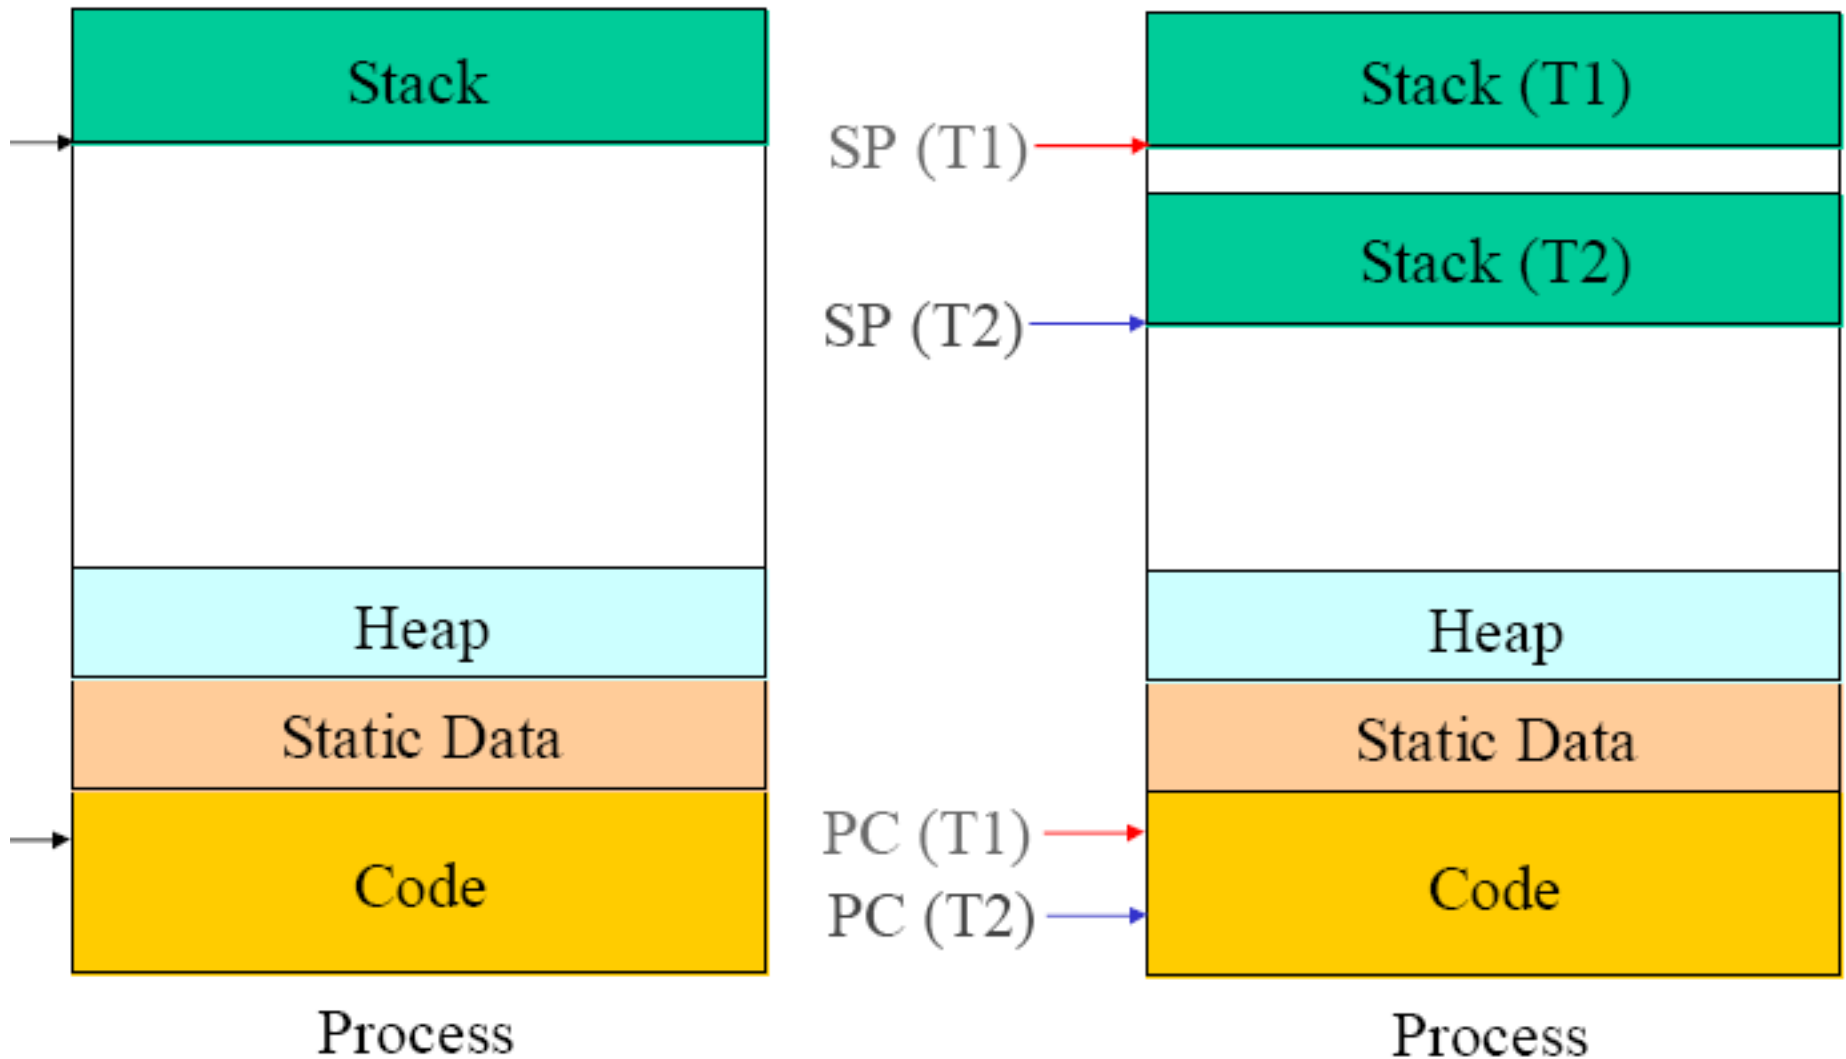 Stack
Heap
Static Data
Code
Process
Stack (T1)
SP (T1)
Stack (T2)
SP (T2)
Heap
Static Data
PC (T1)
Code
PC (T2)
Process